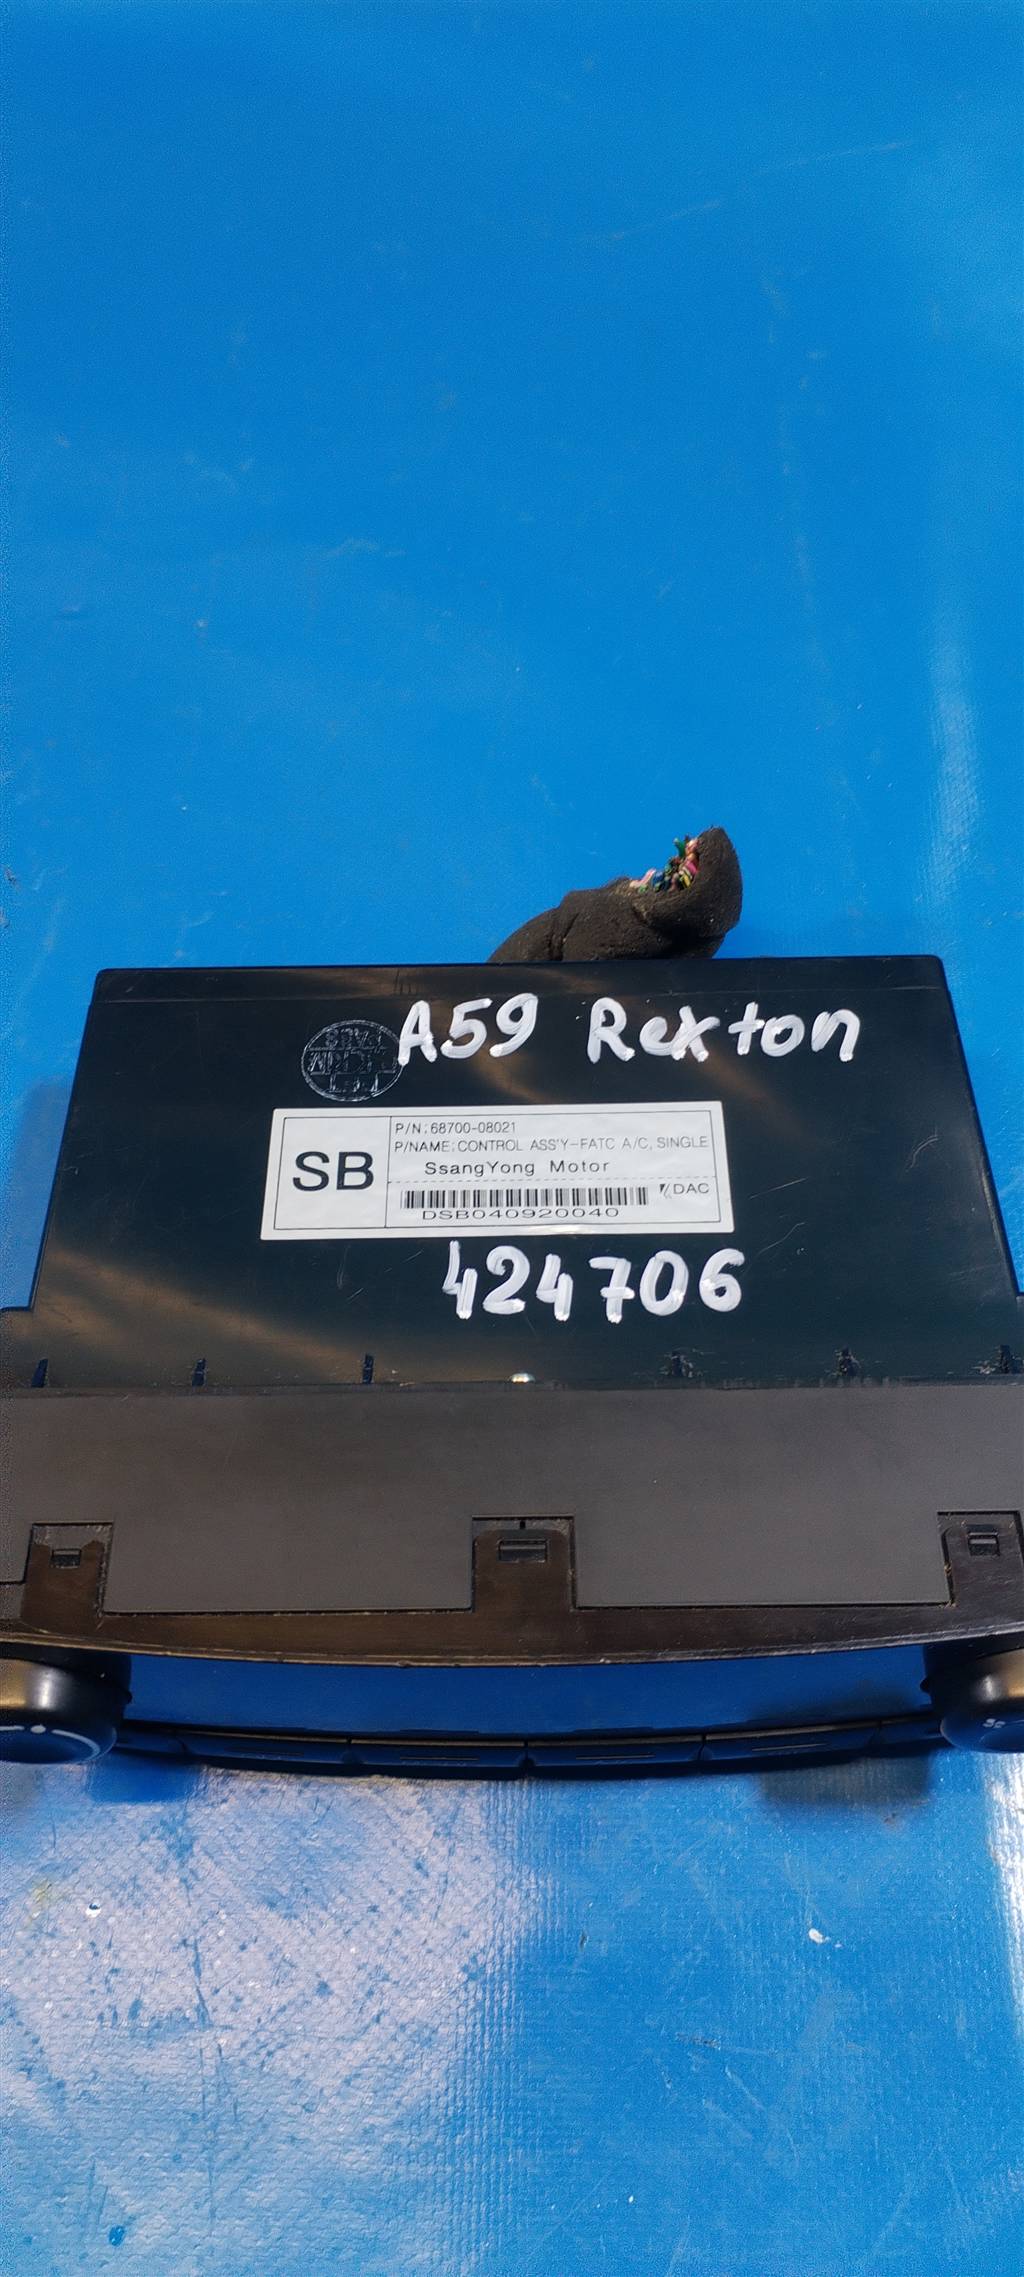 A59 Rexton
P/N; 68700-08021
P/NAME; CONTROL ASS'Y-FATC A/C, SINGLE
SB
SsangYong Motor
DAC
DSB040920040
424706